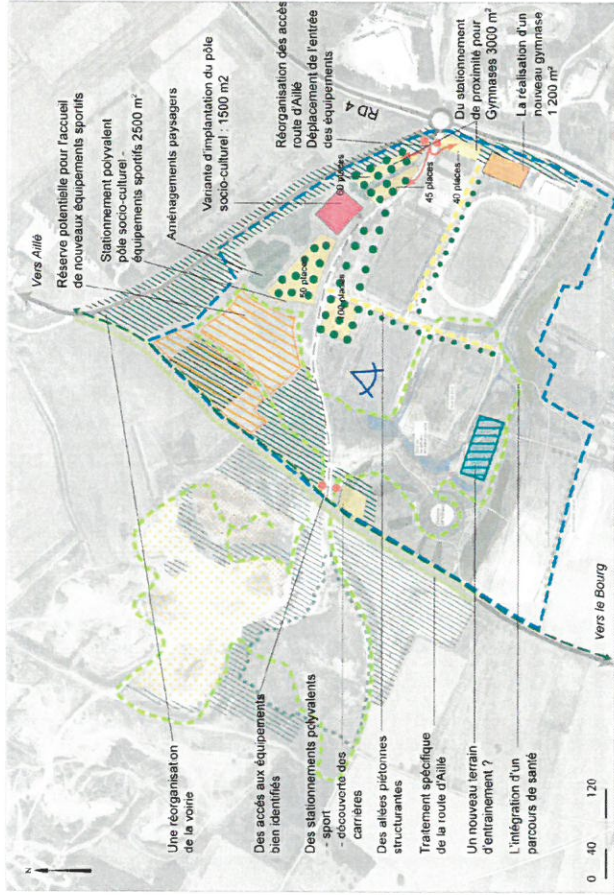 N
Vers Aillé
Réserve potentielle pour l'accueil
de nouveaux équipements sportifs
Stationnement polyvalent
pôle socio-culturel -
équipements sportifs 2500 m²
Aménagements paysagers
Variante d'implantation du pôle
socio-culturel : 1500 m2
Réorganisation des accès
route d'Aillé
Déplacement de l'entrée
des équipements
RD 4
Du stationnement
de proximité pour
Gymnases 3000 m²
La réalisation d'un
nouveau gymnase
1 200 m²
60 places
45 places
40 places
50 places
100 places
Une réorganisation
de la voirie
Des accès aux équipements
bien identifiés
Des stationnements polyvalents
- sport
- découverte des
carrières
Des allées piétonnes
structurantes
Traitement spécifique
de la route d'Aillé
Un nouveau terrain
d'entrainement ?
L'intégration d'un
parcours de santé
Vers le Bourg
0 40 120